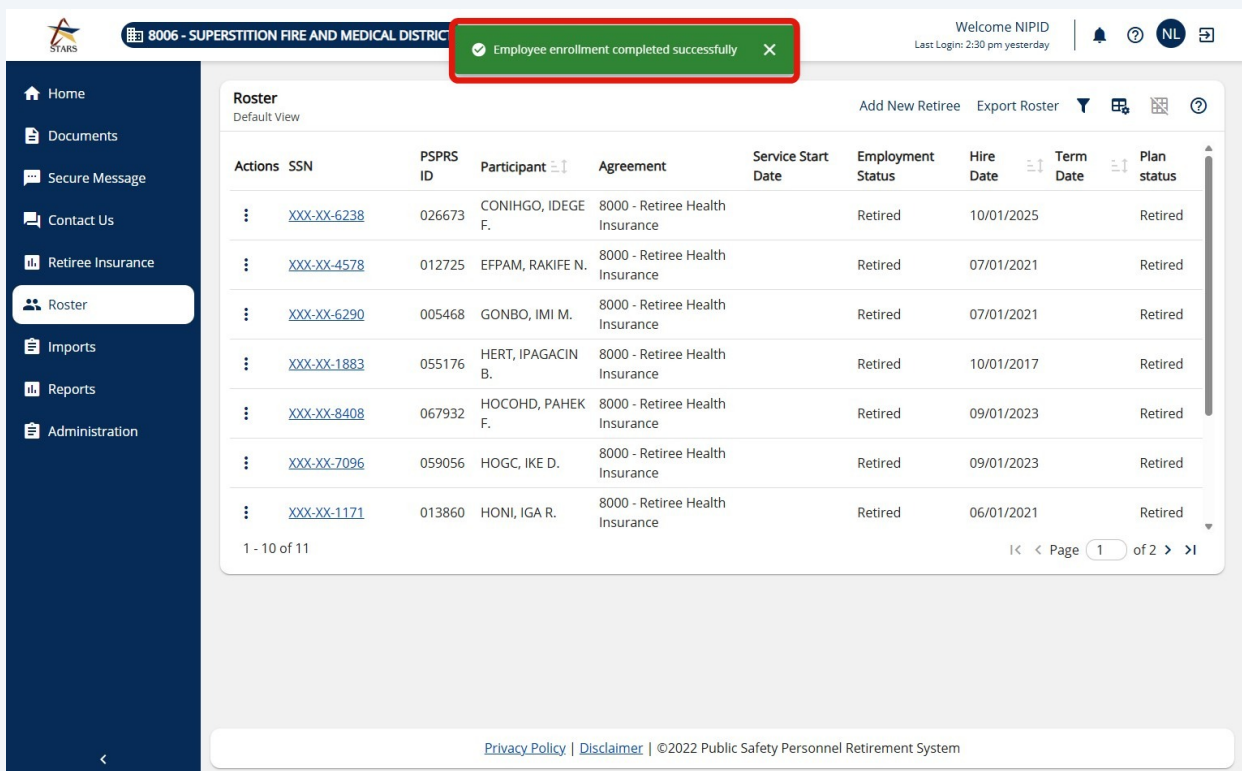 STARS
8006 - SUPERSTITION FIRE AND MEDICAL DISTRICT
Employee enrollment completed successfully
Welcome NIPID
Last Login: 2:30 pm yesterday
NL
Home
Documents
Secure Message
Contact Us
Retiree Insurance
Roster
Imports
Reports
Administration
Roster
Default View
Add New Retiree Export Roster
Actions SSN PSPRS ID Participant Agreement Service Start Date Employment Status Hire Date Term Date Plan status
XXX-XX-6238 026673 CONIHGO, IDEGE F. 8000 - Retiree Health Insurance Retired 10/01/2025 Retired
XXX-XX-4578 012725 EFPAM, RAKIFE N. 8000 - Retiree Health Insurance Retired 07/01/2021 Retired
XXX-XX-6290 005468 GONBO, IMI M. 8000 - Retiree Health Insurance Retired 07/01/2021 Retired
XXX-XX-1883 055176 HERT, IPAGACIN B. 8000 - Retiree Health Insurance Retired 10/01/2017 Retired
XXX-XX-8408 067932 HOCOHD, PAHEK F. 8000 - Retiree Health Insurance Retired 09/01/2023 Retired
XXX-XX-7096 059056 HOGC, IKE D. 8000 - Retiree Health Insurance Retired 09/01/2023 Retired
XXX-XX-1171 013860 HONI, IGA R. 8000 - Retiree Health Insurance Retired 06/01/2021 Retired
1 - 10 of 11
Page 1 of 2
Privacy Policy | Disclaimer | ©2022 Public Safety Personnel Retirement System